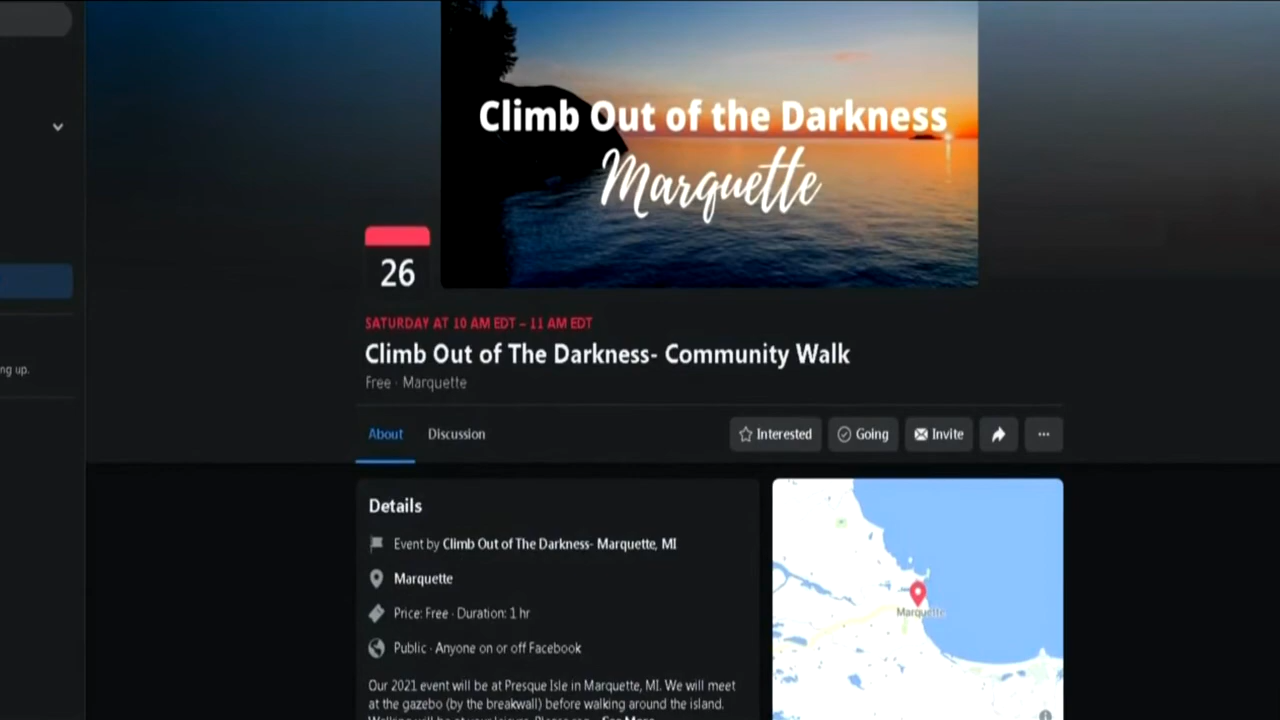 Climb Out of the Darkness
Marquette
26
SATURDAY AT 10 AM EDT – 11 AM EDT
Climb Out of The Darkness- Community Walk
Free · Marquette
ng up.
About
Discussion
Interested
Going
Invite
Details
Event by Climb Out of The Darkness- Marquette, MI
Marquette
Price: Free · Duration: 1 hr
Public · Anyone on or off Facebook
Marquette
Our 2021 event will be at Presque Isle in Marquette, MI. We will meet
at the gazebo (by the breakwall) before walking around the island.